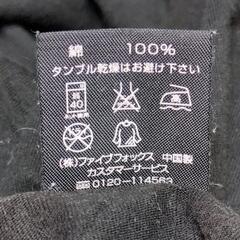 綿 100%
タンブル乾燥はお避け下さい
40
(株)ファイブフォックス 中国製
カスタマーサービス
0120-114563